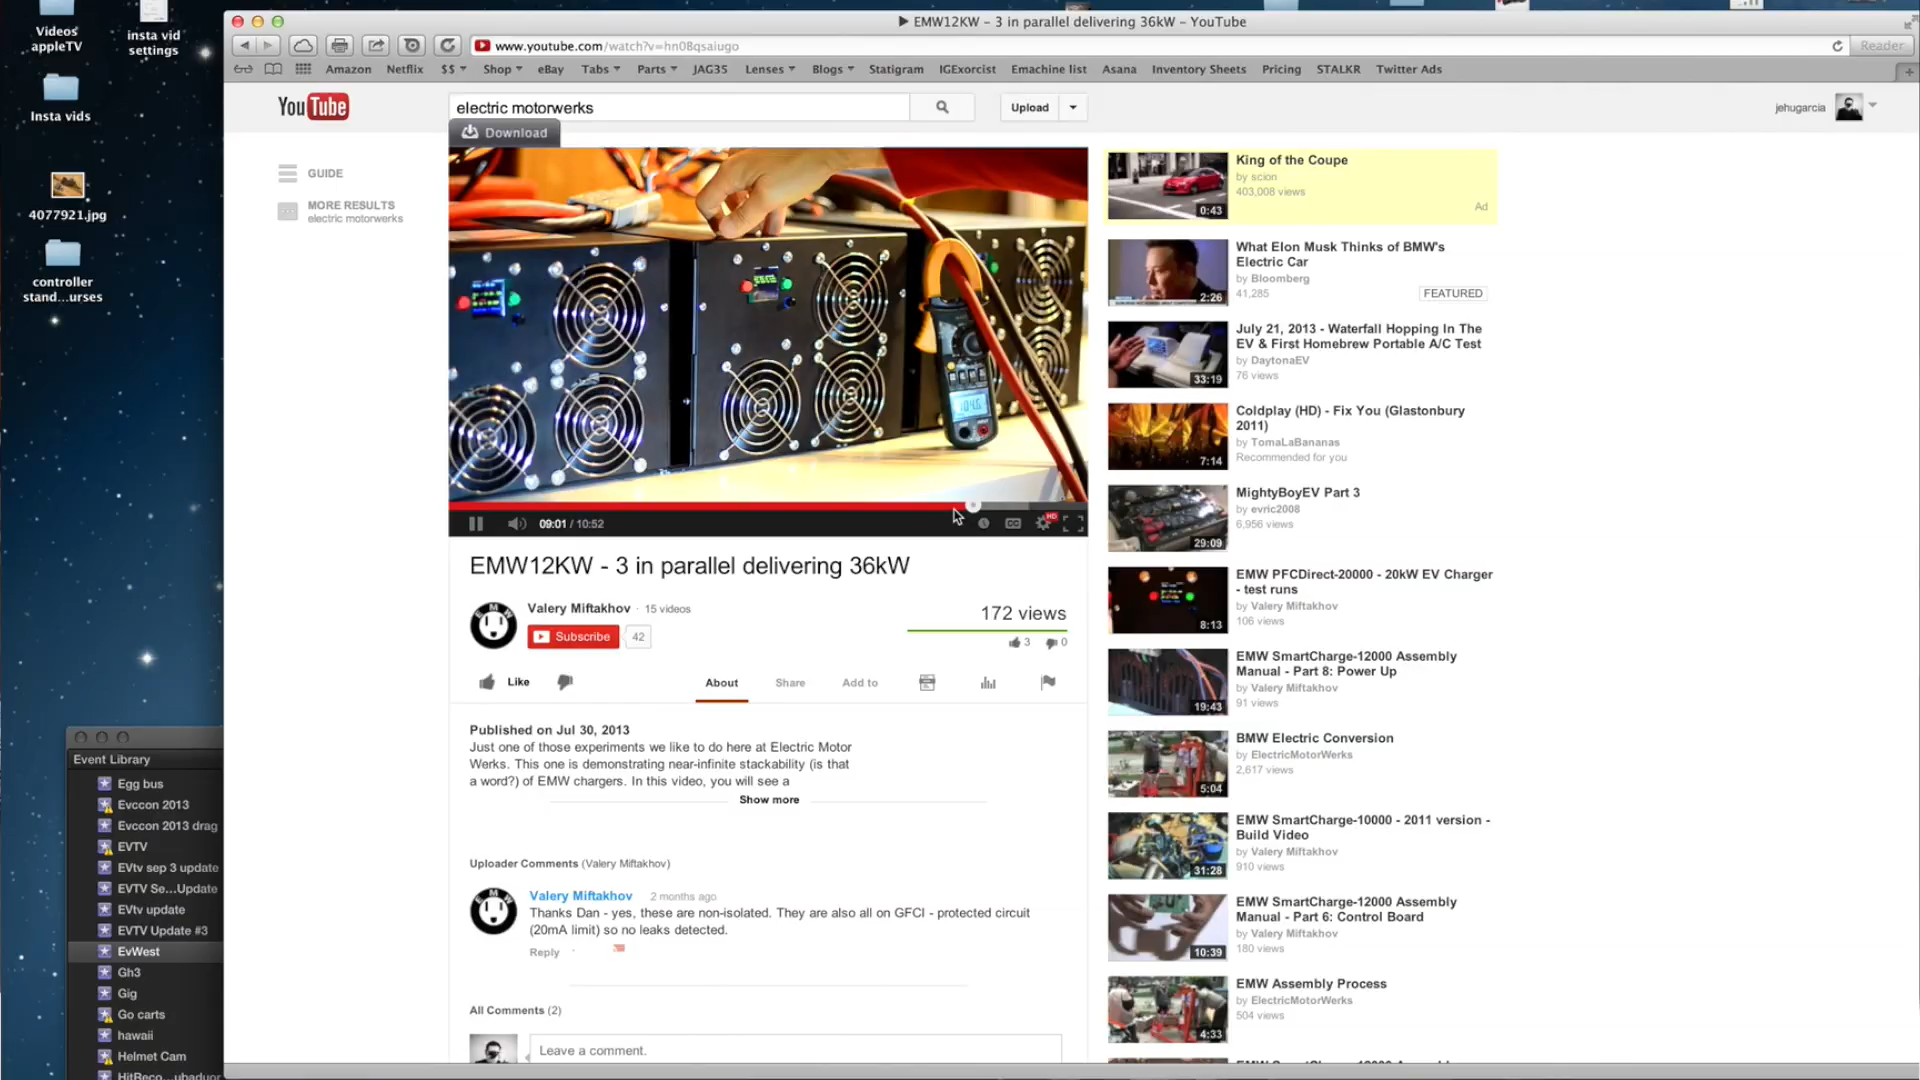 Videos
appleTV
insta vid
settings
Insta vids
4077921.jpg
controller
stand...urses
EMW12KW - 3 in parallel delivering 36kW - YouTube
www.youtube.com/watch?v=hn08qsaiugo
Reader
Amazon
Netflix
$$
Shop
eBay
Tabs
Parts
JAG35
Lenses
Blogs
Statigram
IGExorcist
Emachine list
Asana
Inventory Sheets
Pricing
STALKR
Twitter Ads
YouTube
electric motorwerks
Upload
jehugarcia
Download
GUIDE
MORE RESULTS
electric motorwerks
09:01 / 10:52
CC
HD
EMW12KW - 3 in parallel delivering 36kW
EMW
Valery Miftakhov · 15 videos
Subscribe
42
172 views
3
0
Like
About
Share
Add to
Published on Jul 30, 2013
Just one of those experiments we like to do here at Electric Motor
Werks. This one is demonstrating near-infinite stackability (is that
a word?) of EMW chargers. In this video, you will see a
Show more
Uploader Comments (Valery Miftakhov)
EMW
Valery Miftakhov 2 months ago
Thanks Dan - yes, these are non-isolated. They are also all on GFCI - protected circuit
(20mA limit) so no leaks detected.
Reply ·
All Comments (2)
Leave a comment.
King of the Coupe
by scion
403,008 views
Ad
0:43
What Elon Musk Thinks of BMW's
Electric Car
by Bloomberg
41,285
FEATURED
2:26
July 21, 2013 - Waterfall Hopping In The
EV & First Homebrew Portable A/C Test
by DaytonaEV
76 views
33:19
Coldplay (HD) - Fix You (Glastonbury
2011)
by TomaLaBananas
Recommended for you
7:14
MightyBoyEV Part 3
by evric2008
6,956 views
29:09
EMW PFCDirect-20000 - 20kW EV Charger
- test runs
by Valery Miftakhov
106 views
8:13
EMW SmartCharge-12000 Assembly
Manual - Part 8: Power Up
by Valery Miftakhov
91 views
19:43
BMW Electric Conversion
by ElectricMotorWerks
2,617 views
5:04
EMW SmartCharge-10000 - 2011 version -
Build Video
by Valery Miftakhov
910 views
31:28
EMW SmartCharge-12000 Assembly
Manual - Part 6: Control Board
by Valery Miftakhov
180 views
10:39
EMW Assembly Process
by ElectricMotorWerks
504 views
4:33
Event Library
Egg bus
Evccon 2013
Evccon 2013 drag
EVTV
EVtv sep 3 update
EVTV Se...Update
EVtv update
EVTV Update #3
EvWest
Gh3
Gig
Go carts
hawaii
Helmet Cam